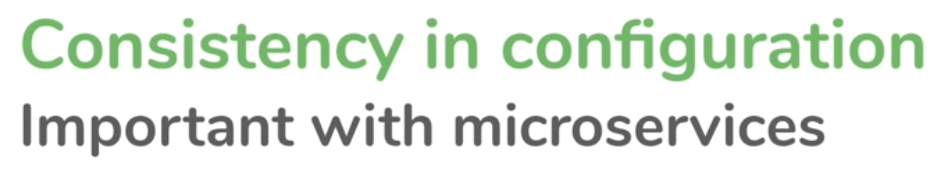 Consistency in configuration
Important with microservices